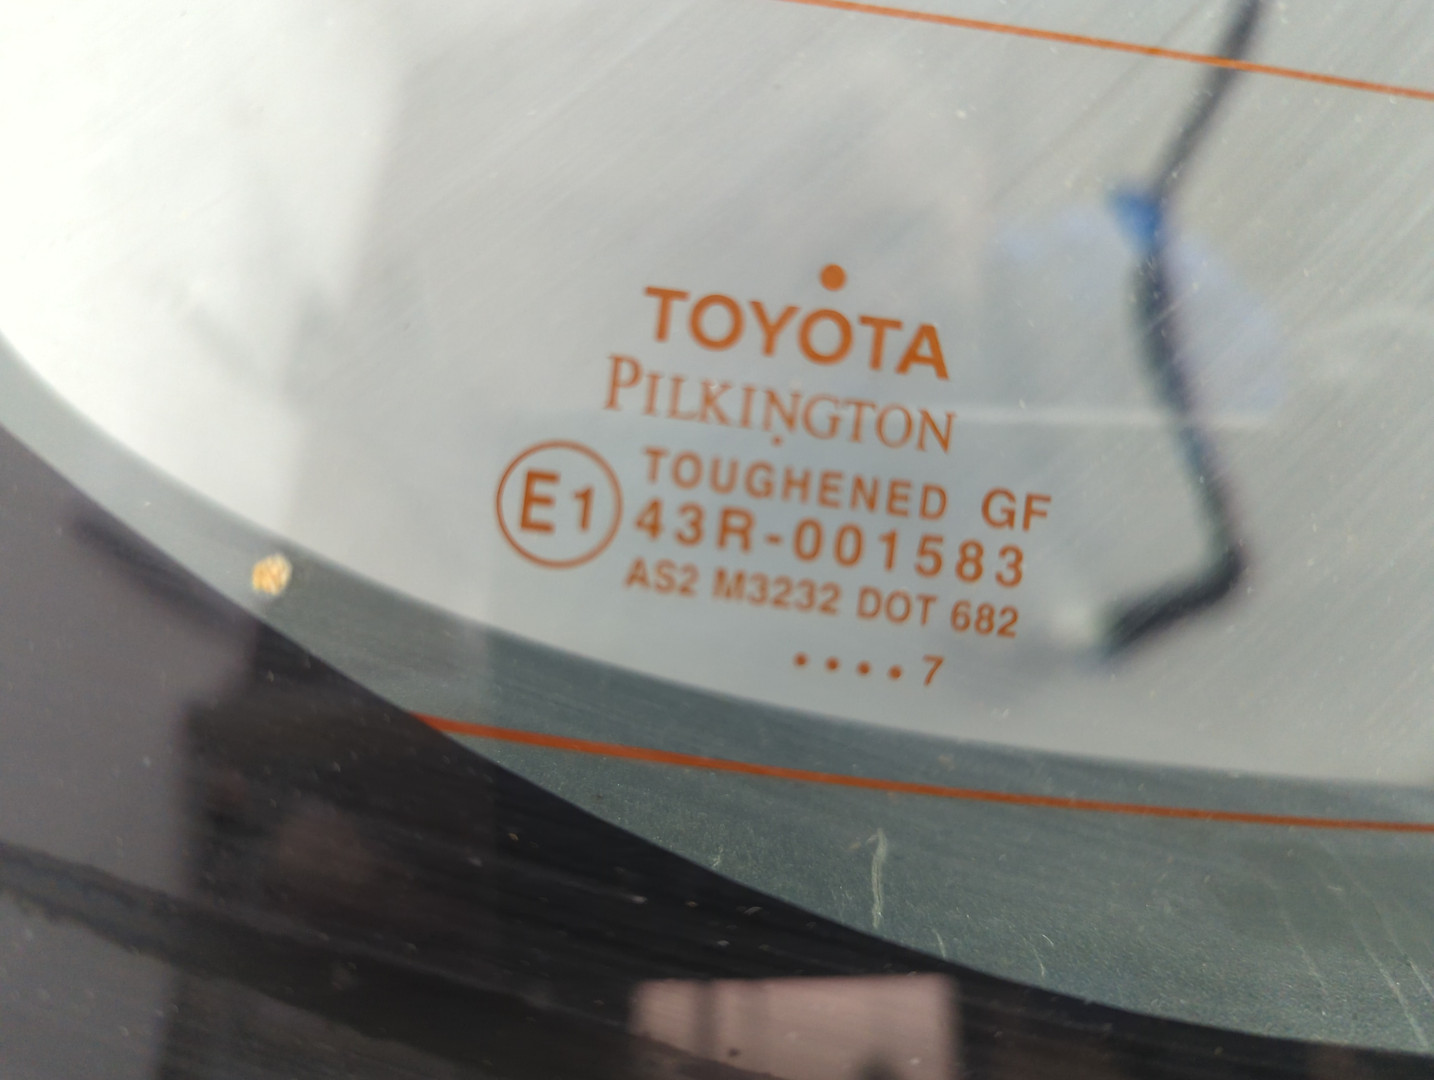 TOYOTA
PILKINGTON
TOUGHENED GF
E1 43R-001583
AS2 M3232 DOT 682
....7